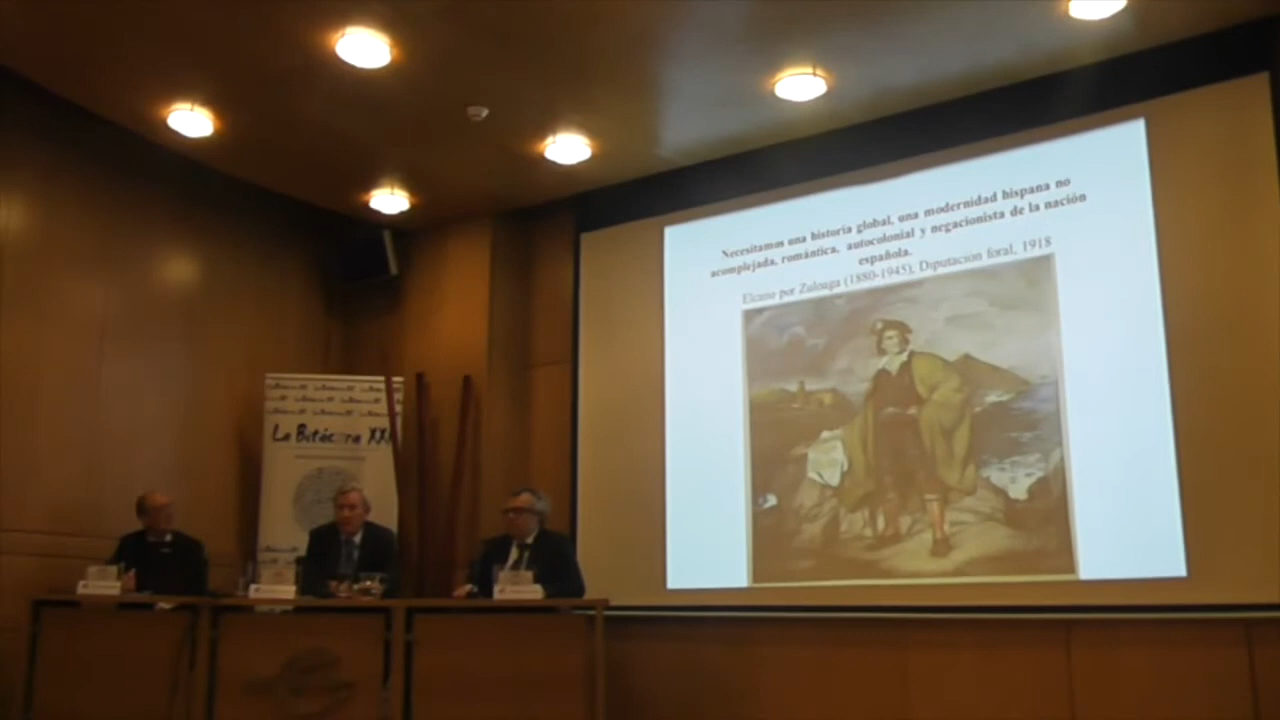 Necesitamos una historia global, una modernidad hispana no
acomplejada, romántica, autocolonial y negacionista de la nación
española.
Elcano por Zuloaga (1880-1945), Diputación foral, 1918
La Bitácora XXI